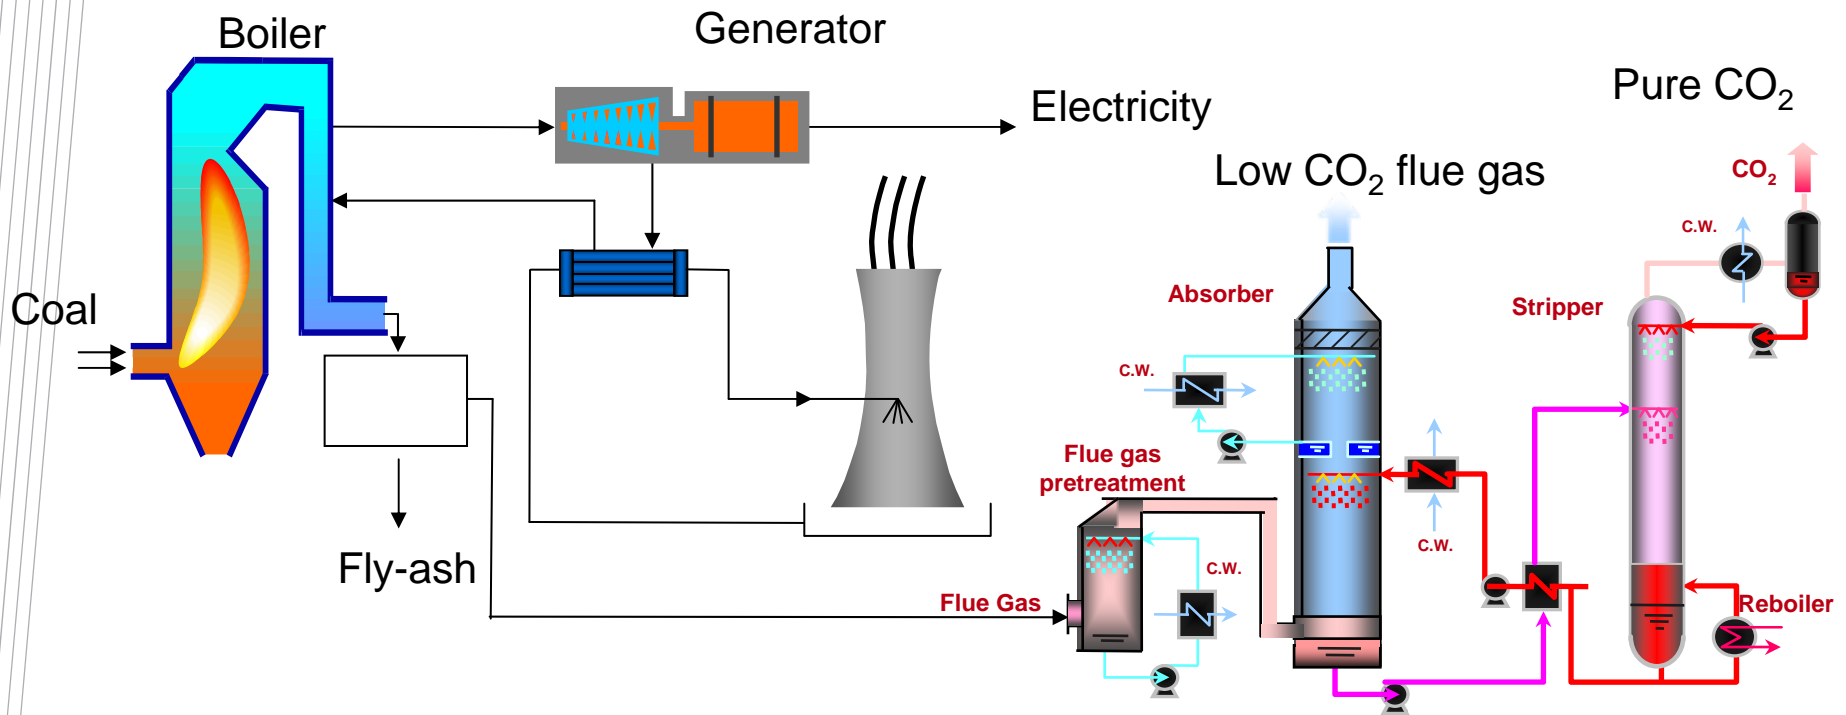 Boiler
Generator
Electricity
Pure CO₂
CO₂
Low CO₂ flue gas
C.W.
Absorber
Stripper
Coal
C.W.
Flue gas
pretreatment
C.W.
C.W.
Fly-ash
Flue Gas
Reboiler